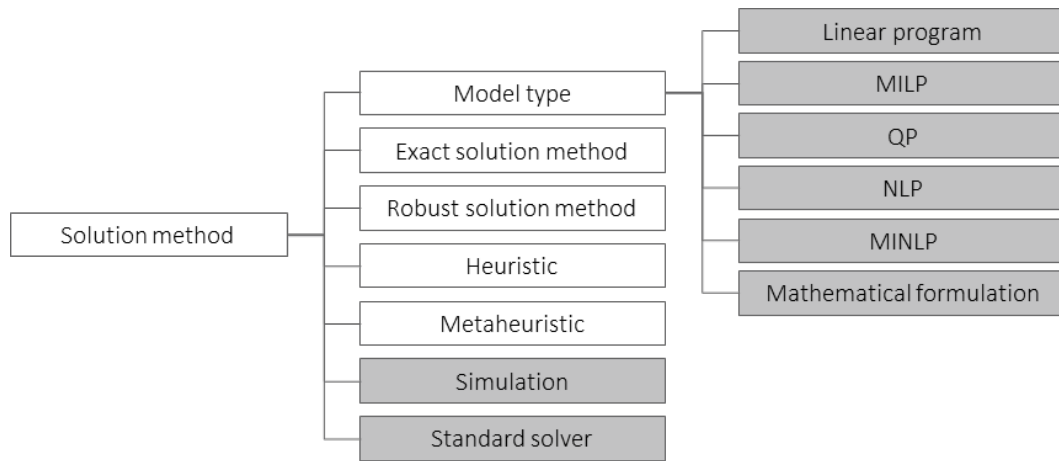 Solution method
Model type
Exact solution method
Robust solution method
Heuristic
Metaheuristic
Simulation
Standard solver
Linear program
MILP
QP
NLP
MINLP
Mathematical formulation